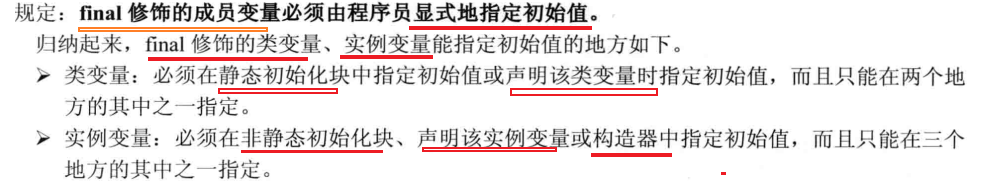 规定：final 修饰的成员变量必须由程序员显式地指定初始值。
归纳起来，final 修饰的类变量、实例变量能指定初始值的地方如下。
➤ 类变量：必须在静态初始化块中指定初始值或声明该类变量时指定初始值，而且只能在两个地
方的其中之一指定。
➤ 实例变量：必须在非静态初始化块、声明该实例变量或构造器中指定初始值，而且只能在三个
地方的其中之一指定。